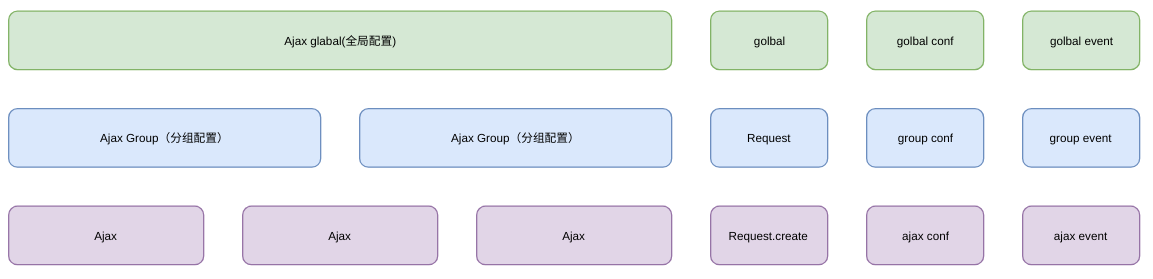 Ajax glabal(全局配置)
golbal
golbal conf
golbal event
Ajax Group（分组配置）
Ajax Group（分组配置）
Request
group conf
group event
Ajax
Ajax
Ajax
Request.create
ajax conf
ajax event